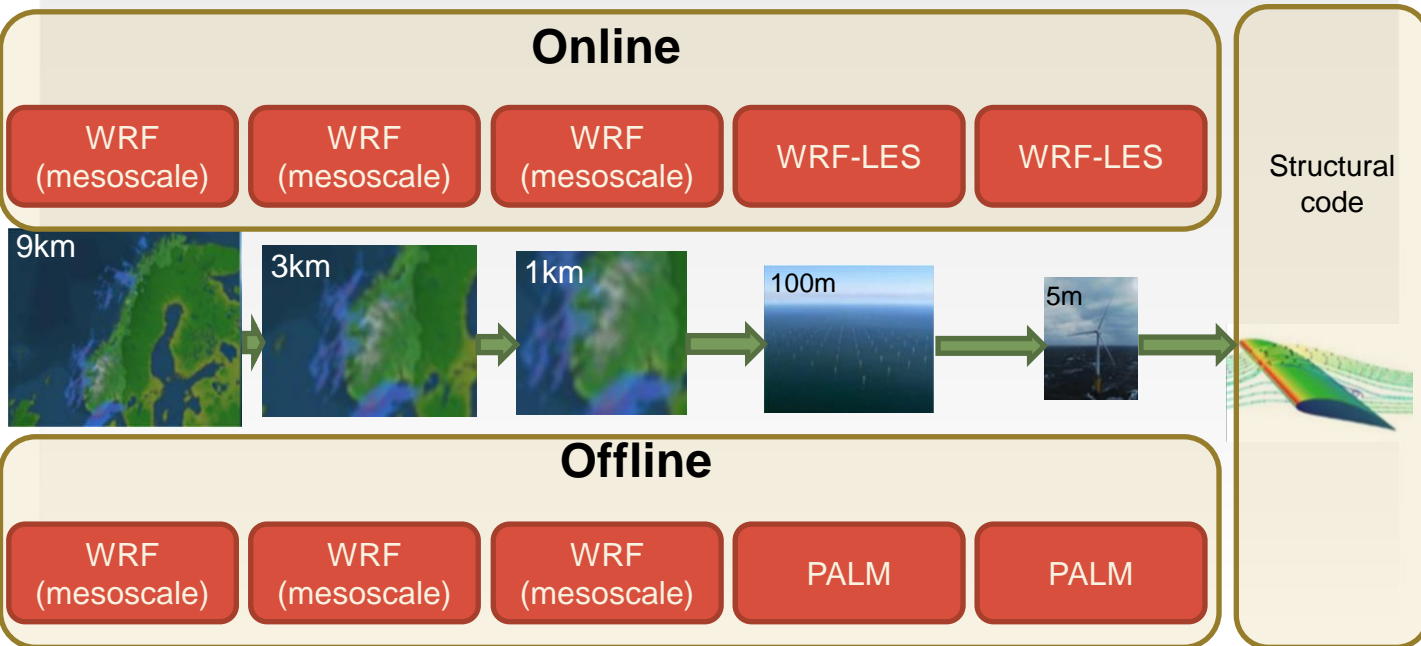 Online
WRF
(mesoscale)
WRF
(mesoscale)
WRF
(mesoscale)
WRF-LES
WRF-LES
Structural
code
9km
3km
1km
100m
5m
Offline
WRF
(mesoscale)
WRF
(mesoscale)
WRF
(mesoscale)
PALM
PALM